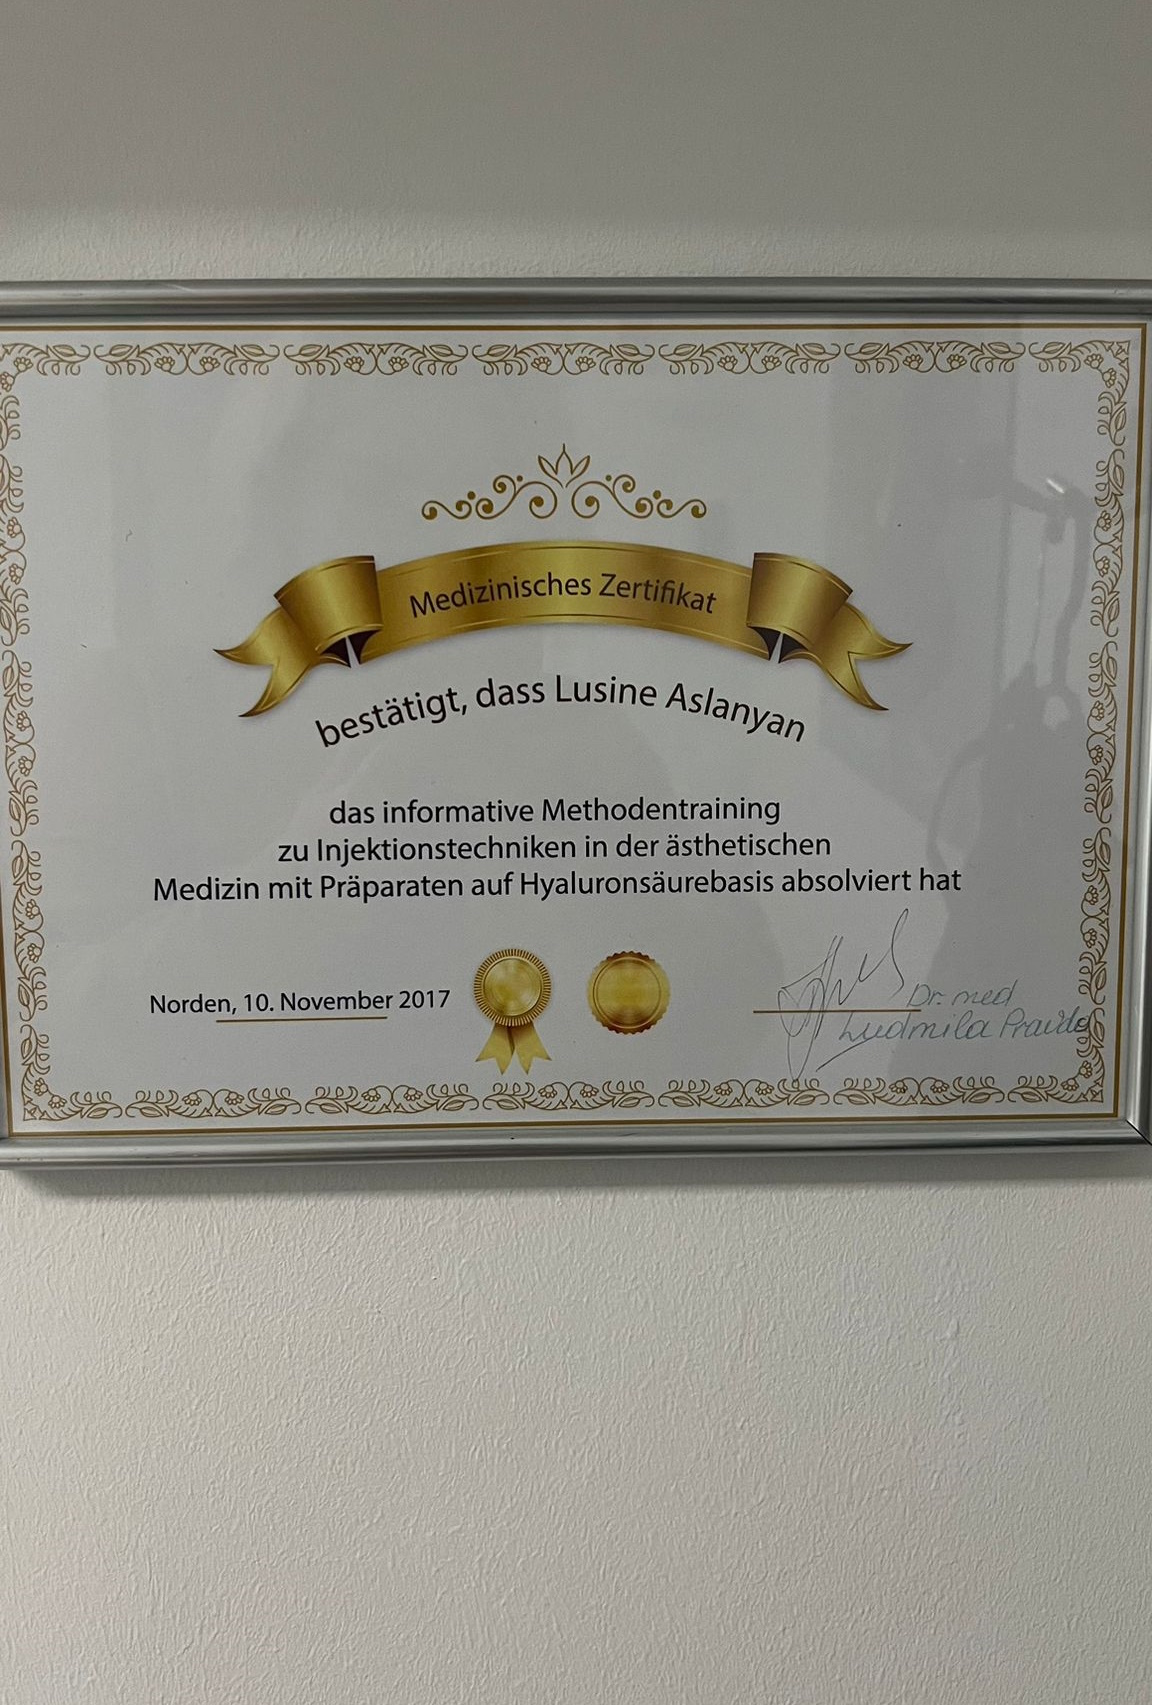 Medizinisches Zertifikat
bestätigt, dass Lusine Aslanyan
das informative Methodentraining
zu Injektionstechniken in der ästhetischen
Medizin mit Präparaten auf Hyaluronsäurebasis absolviert hat
Norden, 10. November 2017
Dr. med
Ludmila